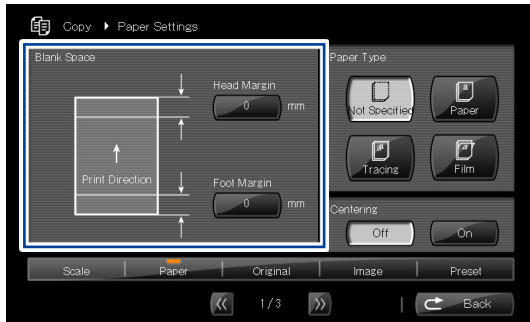 Copy ▸ Paper Settings
Blank Space
Head Margin
0 mm
Print Direction
Foot Margin
0 mm
Paper Type
Not Specified
a
Paper
a
Tracing
a
Film
Centering
Off
On
Scale
Paper
Original
Image
Preset
1/3
Back